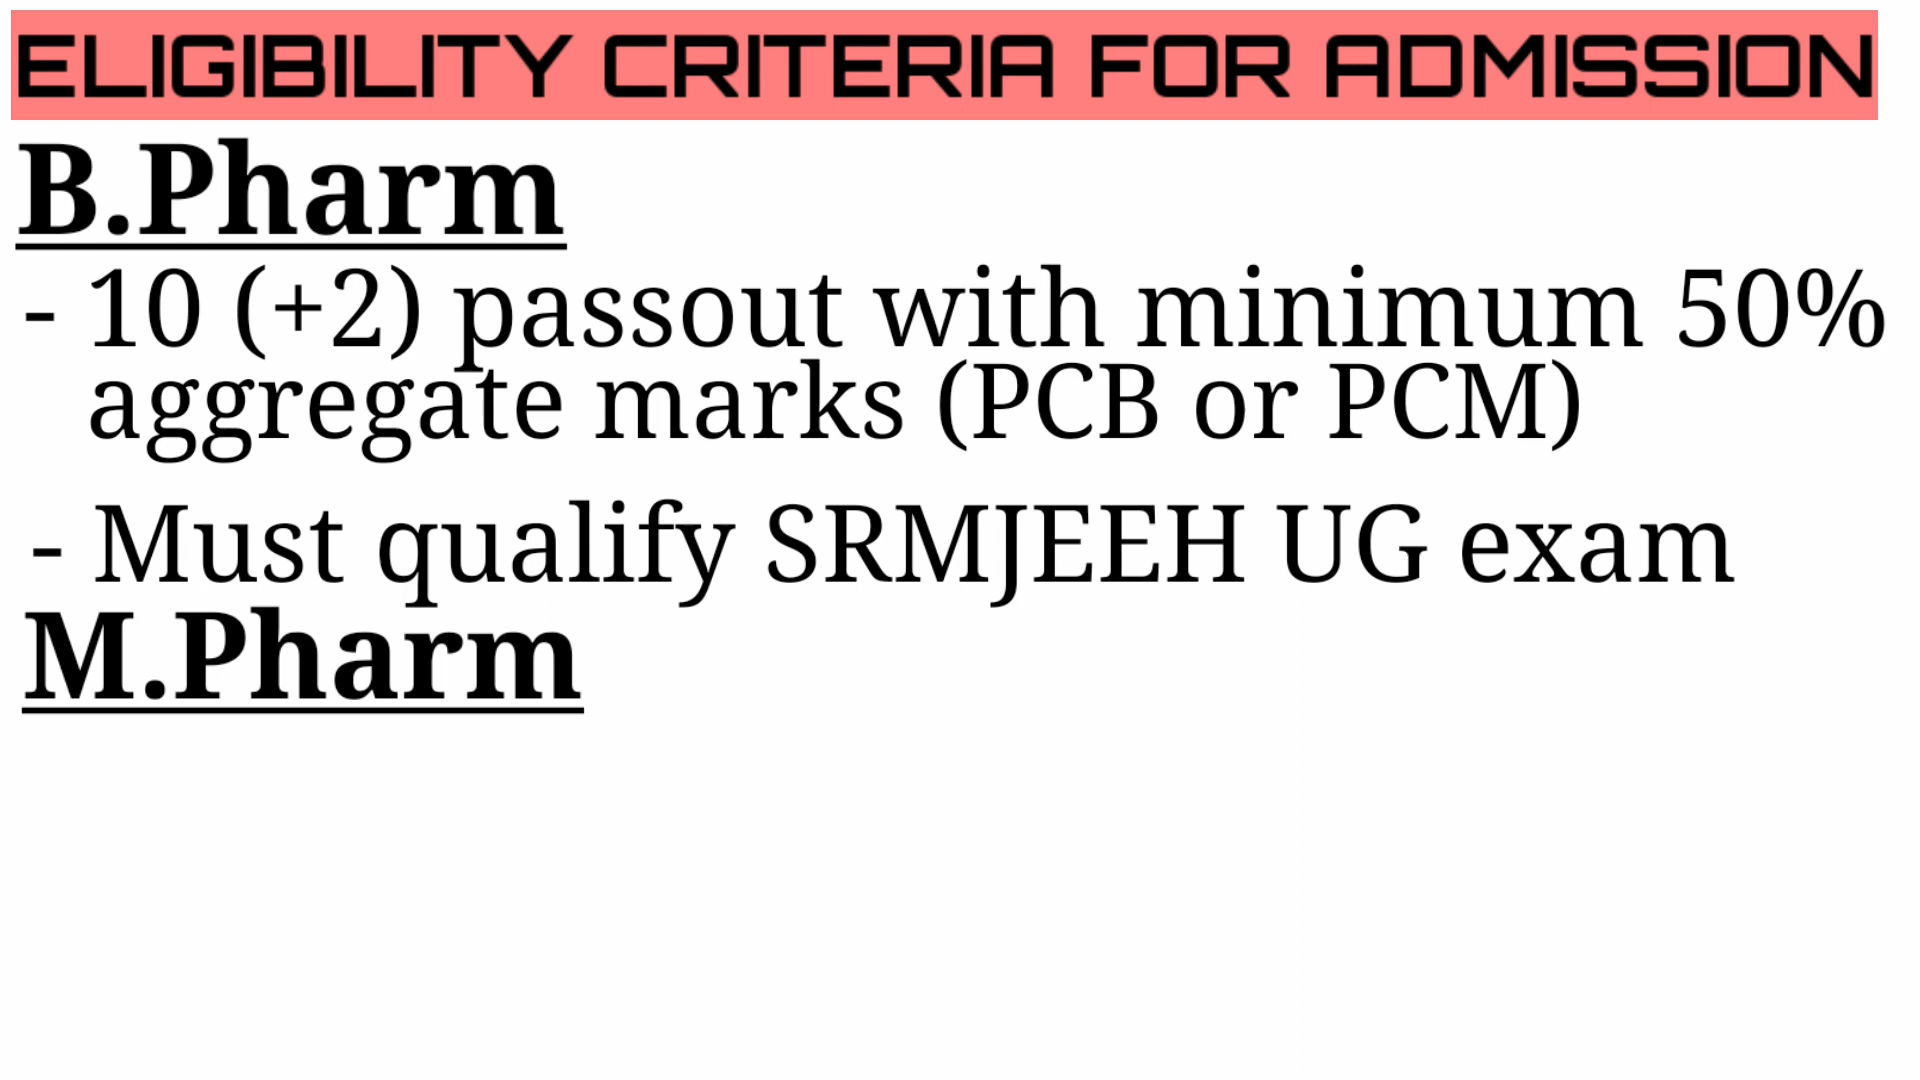 ELIGIBILITY CRITERIA FOR ADMISSION
B.Pharm
- 10 (+2) passout with minimum 50%
aggregate marks (PCB or PCM)
- Must qualify SRMJEEH UG exam
M.Pharm